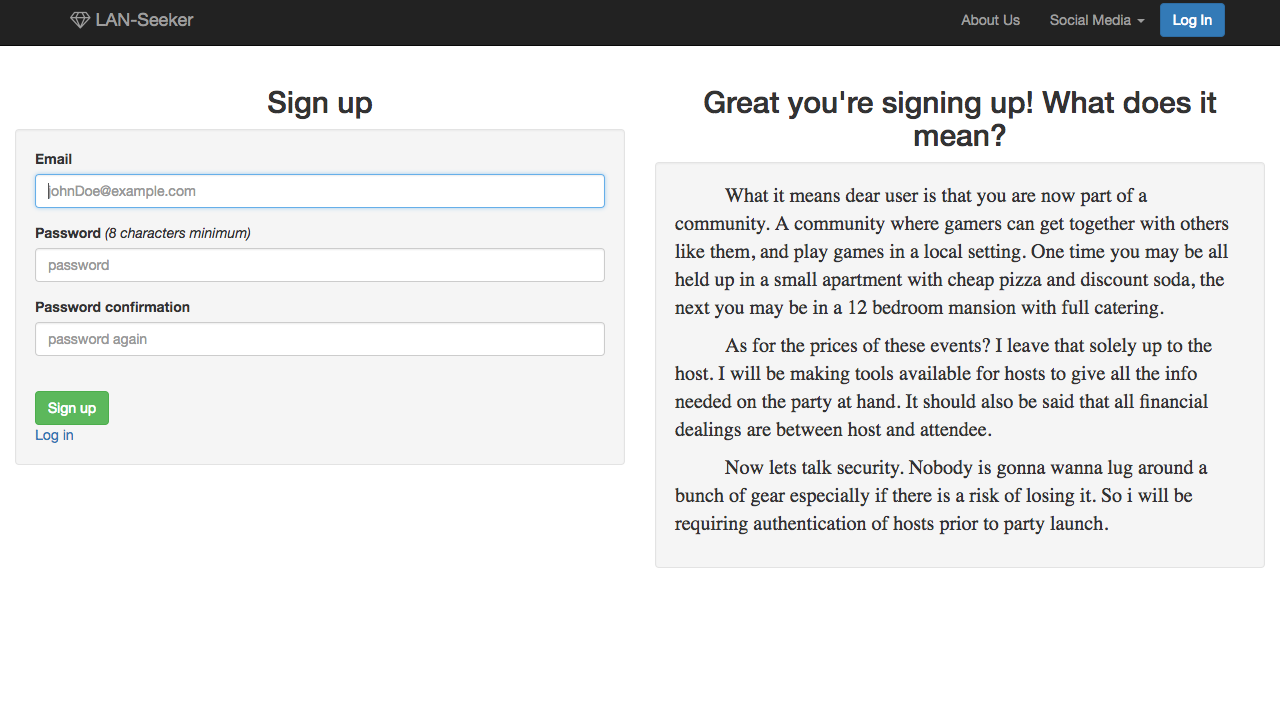 LAN-Seeker
About Us
Social Media
Log In
Sign up
Email
johnDoe@example.com
Password (8 characters minimum)
password
Password confirmation
password again
Sign up
Log in
Great you're signing up! What does it
mean?
What it means dear user is that you are now part of a
community. A community where gamers can get together with others
like them, and play games in a local setting. One time you may be all
held up in a small apartment with cheap pizza and discount soda, the
next you may be in a 12 bedroom mansion with full catering.
As for the prices of these events? I leave that solely up to the
host. I will be making tools available for hosts to give all the info
needed on the party at hand. It should also be said that all financial
dealings are between host and attendee.
Now lets talk security. Nobody is gonna wanna lug around a
bunch of gear especially if there is a risk of losing it. So i will be
requiring authentication of hosts prior to party launch.